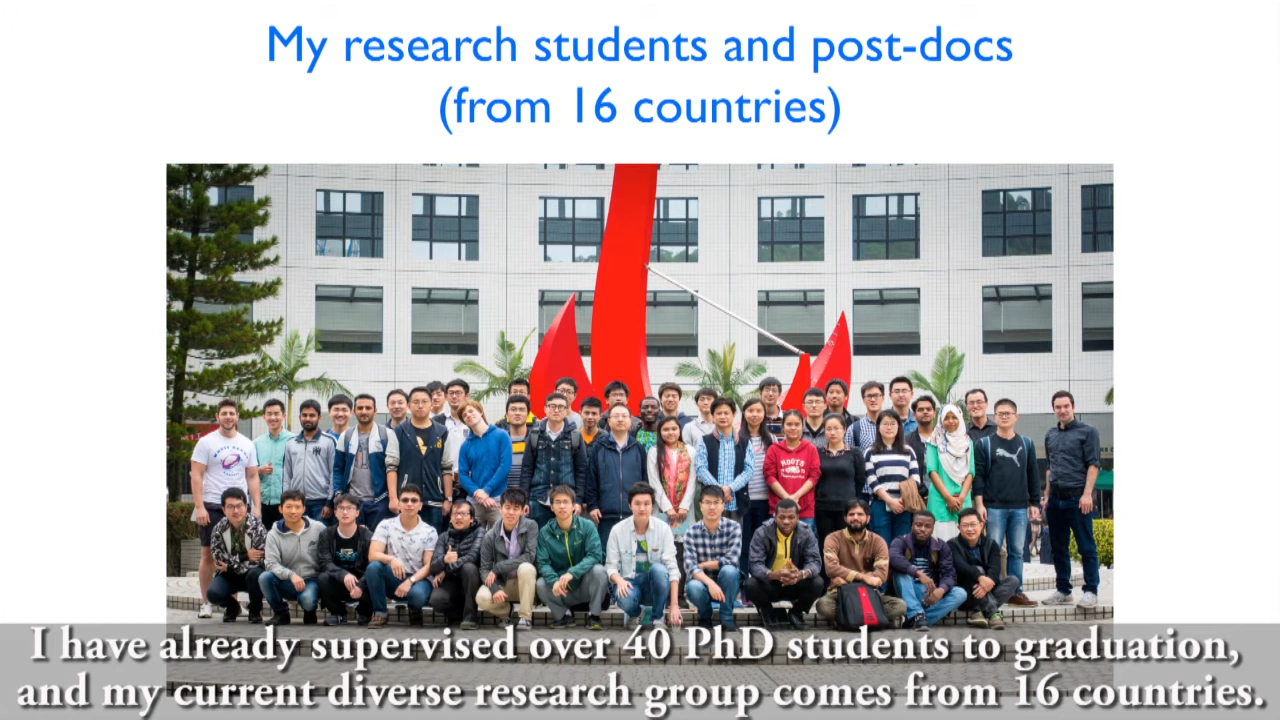 My research students and post-docs
(from 16 countries)
ROOTS
I have already supervised over 40 PhD students to graduation,
and my current diverse research group comes from 16 countries.